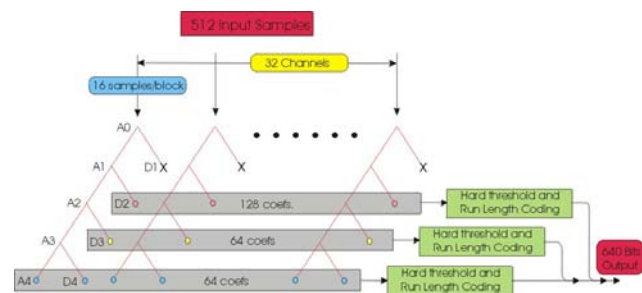 512 Input Samples
32 Channels
16 samples/block
A0
A1
D1 X
X
X
A2
D2
128 coefs.
Hard threshold and
Run Length Coding
A3
D3
64 coefs
Hard threshold and
Run Length Coding
640 Bits
Output
A4
D4
64 coefs
Hard threshold and
Run Length Coding